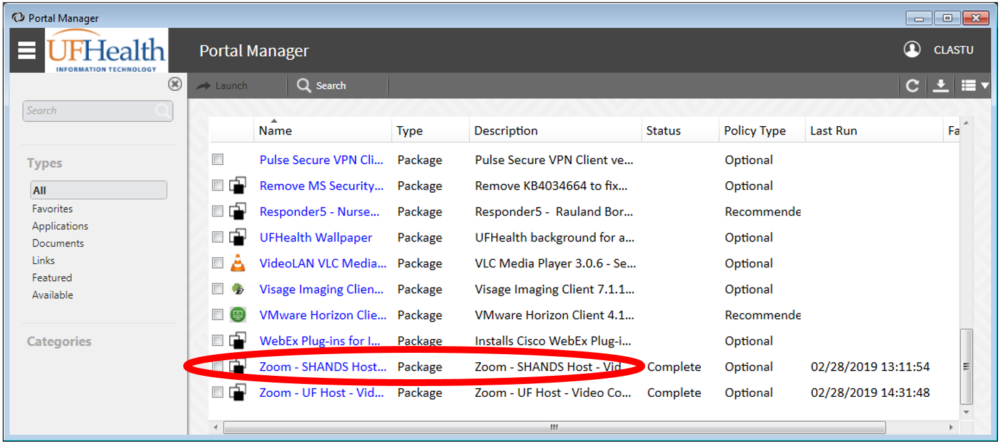 Portal Manager
UFHealth
INFORMATION TECHNOLOGY
Portal Manager
CLASTU
Launch
Search
Search
Types
All
Favorites
Applications
Documents
Links
Featured
Available
Categories
Name Type Description Status Policy Type Last Run Fa
Pulse Secure VPN Cli... Package Pulse Secure VPN Client ve... Optional
Remove MS Security... Package Remove KB4034664 to fix... Optional
Responder5 - Nurse... Package Responder5 - Rauland Bor... Recommende
UFHealth Wallpaper Package UFHealth background for a... Optional
VideoLAN VLC Media... Package VLC Media Player 3.0.6 - Se... Optional
Visage Imaging Clien... Package Visage Imaging Client 7.1.1... Optional
VMware Horizon Clie... Package VMware Horizon Client 4.1... Recommende
WebEx Plug-ins for I... Package Installs Cisco WebEx Plug-i... Optional
Zoom - SHANDS Host... Package Zoom - SHANDS Host - Vid Complete Optional 02/28/2019 13:11:54
Zoom - UF Host - Vid... Package Zoom - UF Host - Video Co... Complete Optional 02/28/2019 14:31:48